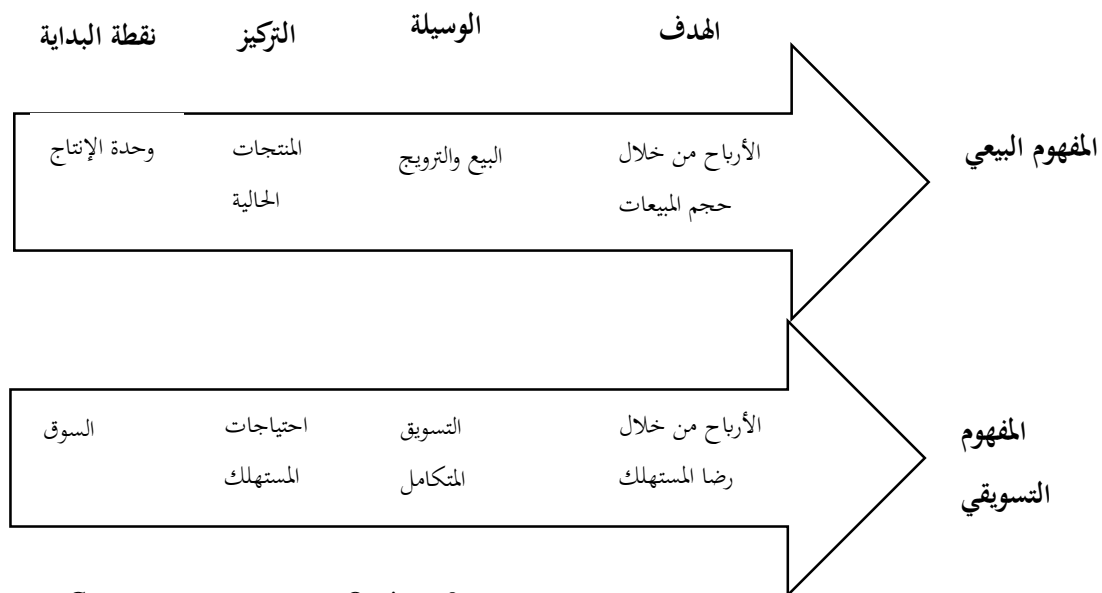 نقطة البداية
التركيز
الوسيلة
الهدف
وحدة الإنتاج
المنتجات
الحالية
البيع والترويج
الأرباح من خلال
حجم المبيعات
المفهوم البيعي
السوق
احتياجات
المستهلك
التسويق
المتكامل
الأرباح من خلال
رضا المستهلك
المفهوم
التسويقي